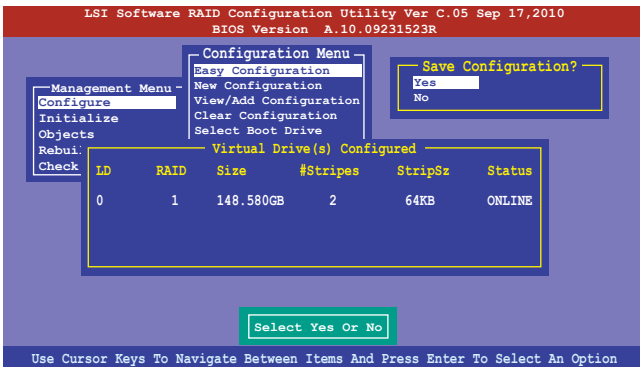 LSI Software RAID Configuration Utility Ver C.05 Sep 17,2010
BIOS Version A.10.09231523R
Management Menu
Configure
Initialize
Objects
Rebui
Check
Configuration Menu
Easy Configuration
New Configuration
View/Add Configuration
Clear Configuration
Select Boot Drive
Save Configuration?
Yes
No
Virtual Drive(s) Configured
LD RAID Size #Stripes StripSz Status
0 1 148.580GB 2 64KB ONLINE
Select Yes Or No
Use Cursor Keys To Navigate Between Items And Press Enter To Select An Option